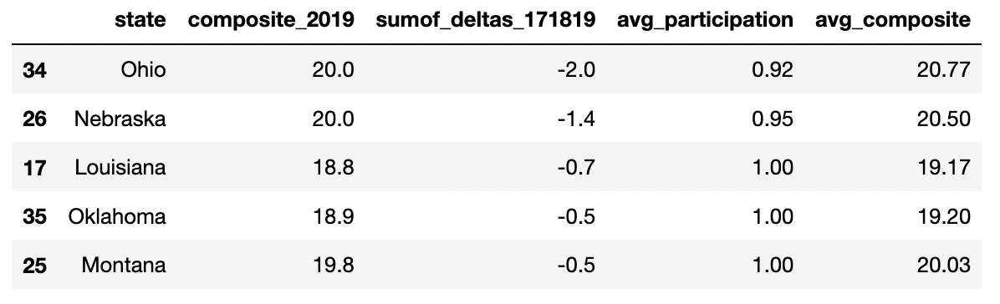 state composite_2019 sumof_deltas_171819 avg_participation avg_composite
34 Ohio 20.0 -2.0 0.92 20.77
26 Nebraska 20.0 -1.4 0.95 20.50
17 Louisiana 18.8 -0.7 1.00 19.17
35 Oklahoma 18.9 -0.5 1.00 19.20
25 Montana 19.8 -0.5 1.00 20.03